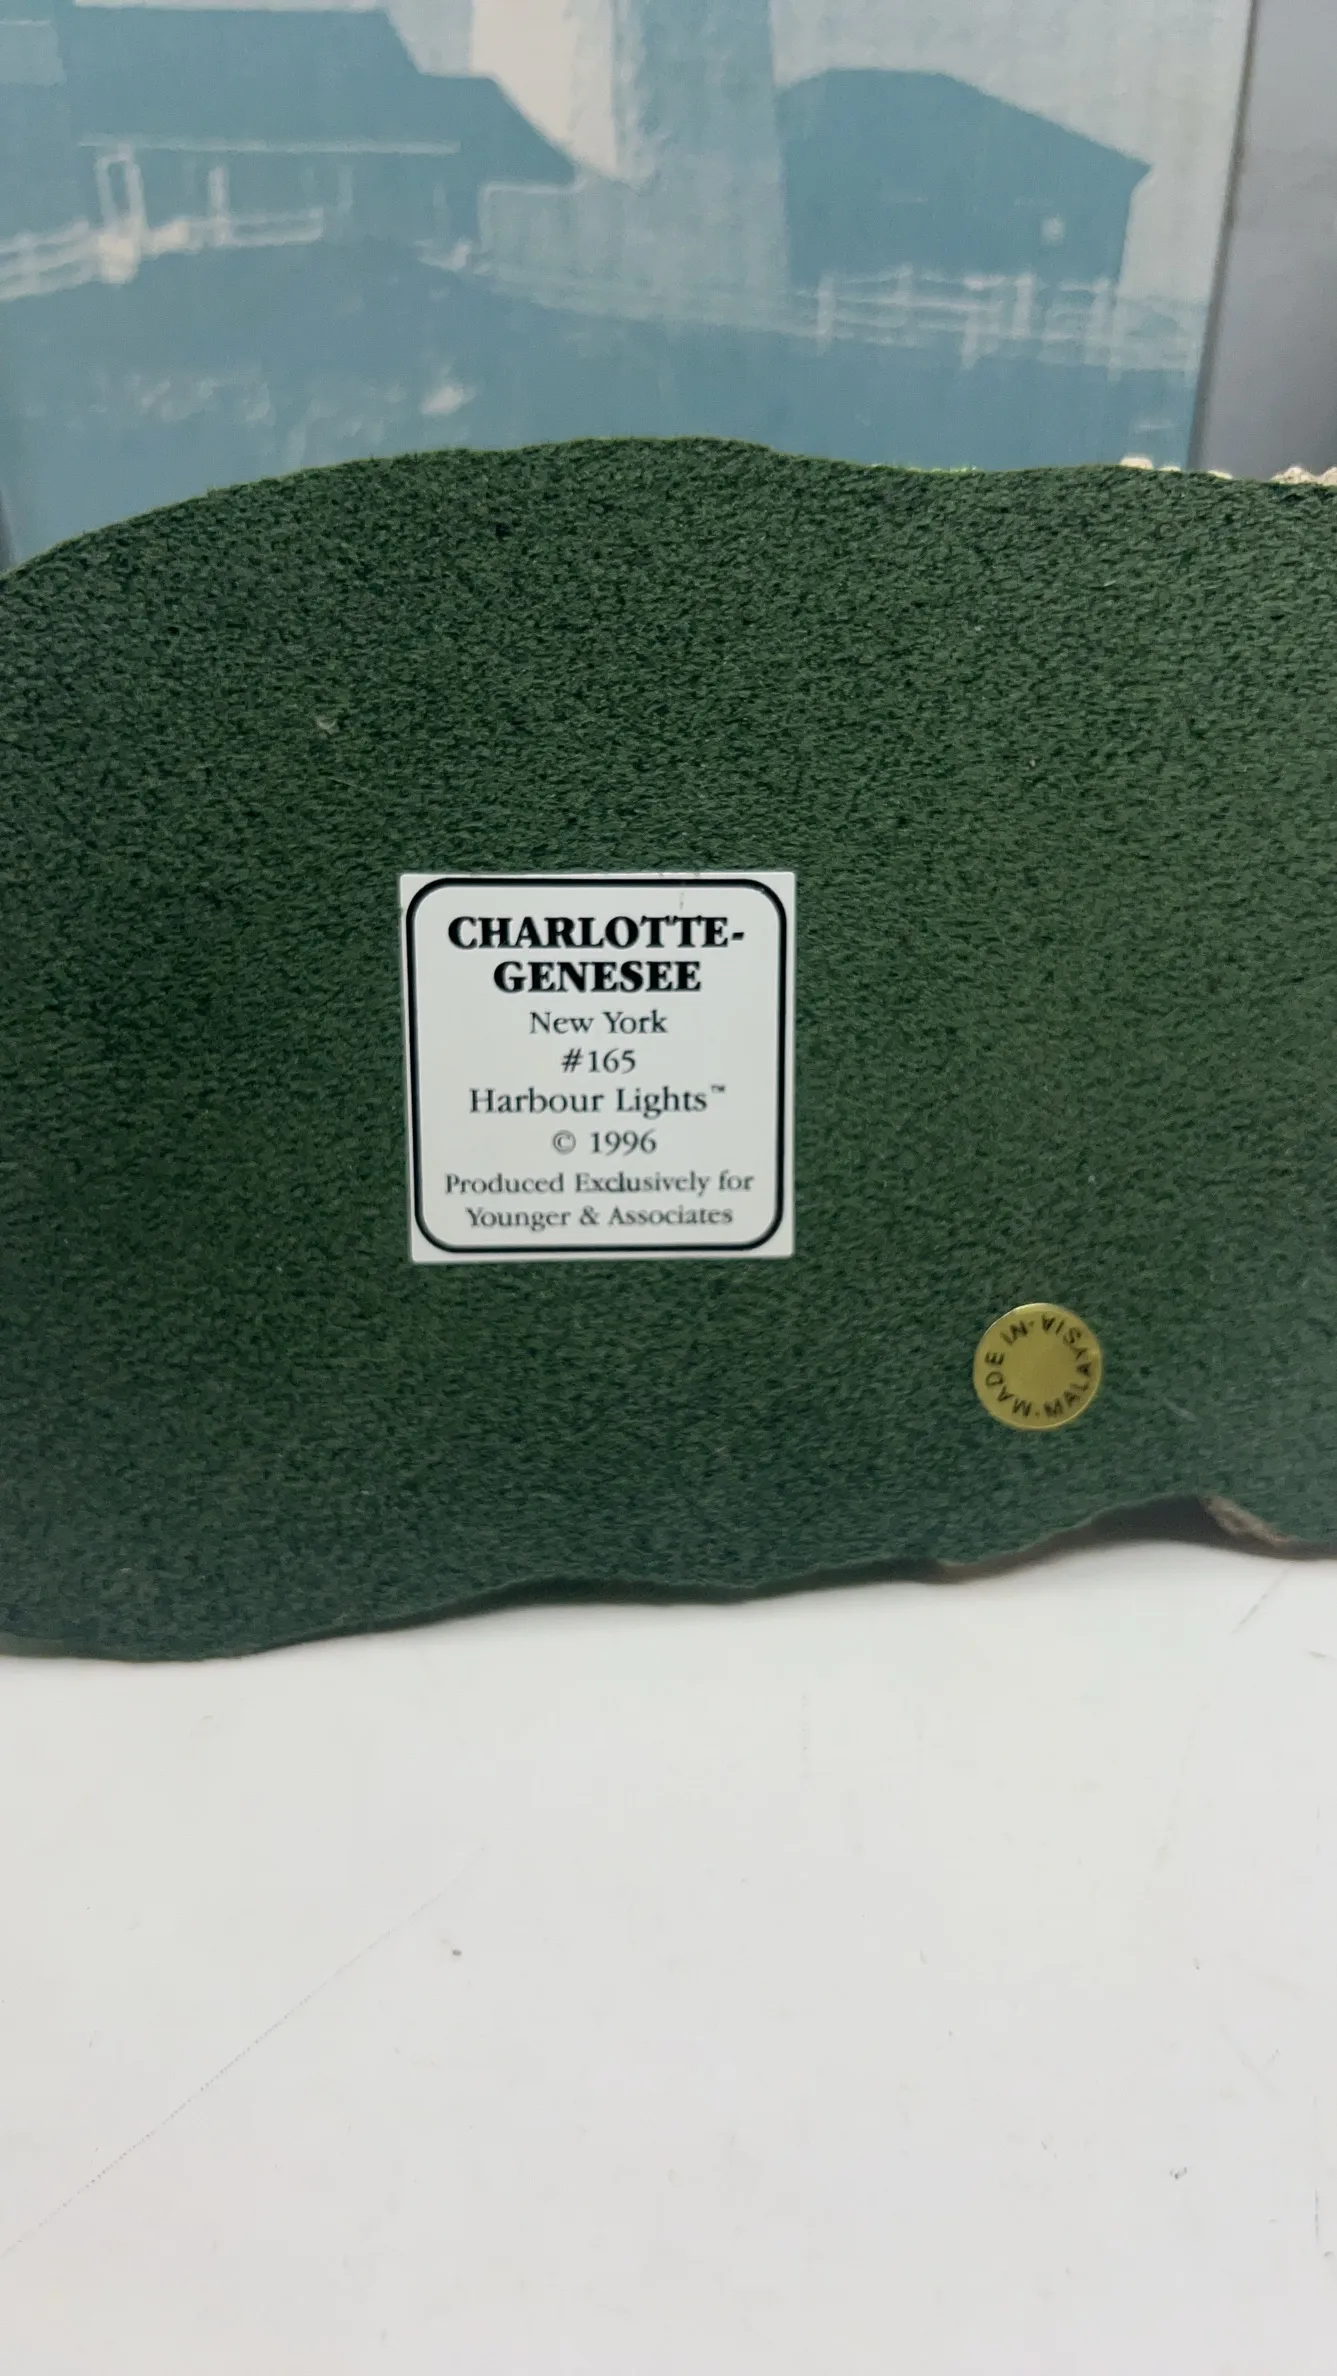 CHARLOTTE-
GENESEE
New York
#165
Harbour Lights™
© 1996
Produced Exclusively for
Younger & Associates
MADE IN·MALAYSIA·